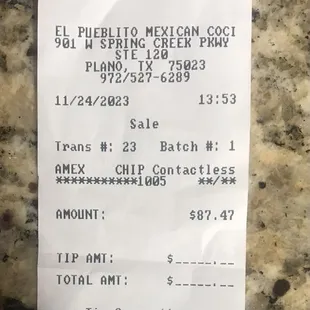 EL PUEBLITO MEXICAN COCI
901 W SPRING CREEK PKWY
STE 120
PLANO, TX 75023
972/527-6289
11/24/2023 13:53
Sale
Trans #: 23 Batch #: 1
AMEX CHIP Contactless
***********1005 **/**
AMOUNT: $87.47
TIP AMT: $_____.__
TOTAL AMT: $_____.__